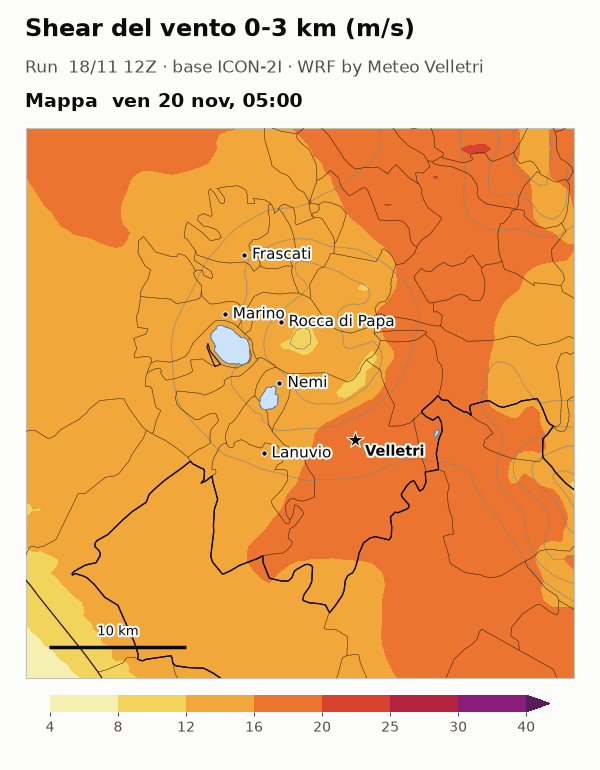 Shear del vento 0-3 km (m/s)
Run  18/11 12Z · base ICON-2I · WRF by Meteo Velletri
Mappa  ven 20 nov, 05:00
Frascati
Marino
Rocca di Papa
Nemi
Velletri
Lanuvio
10 km
4 8 12 16 20 25 30 40